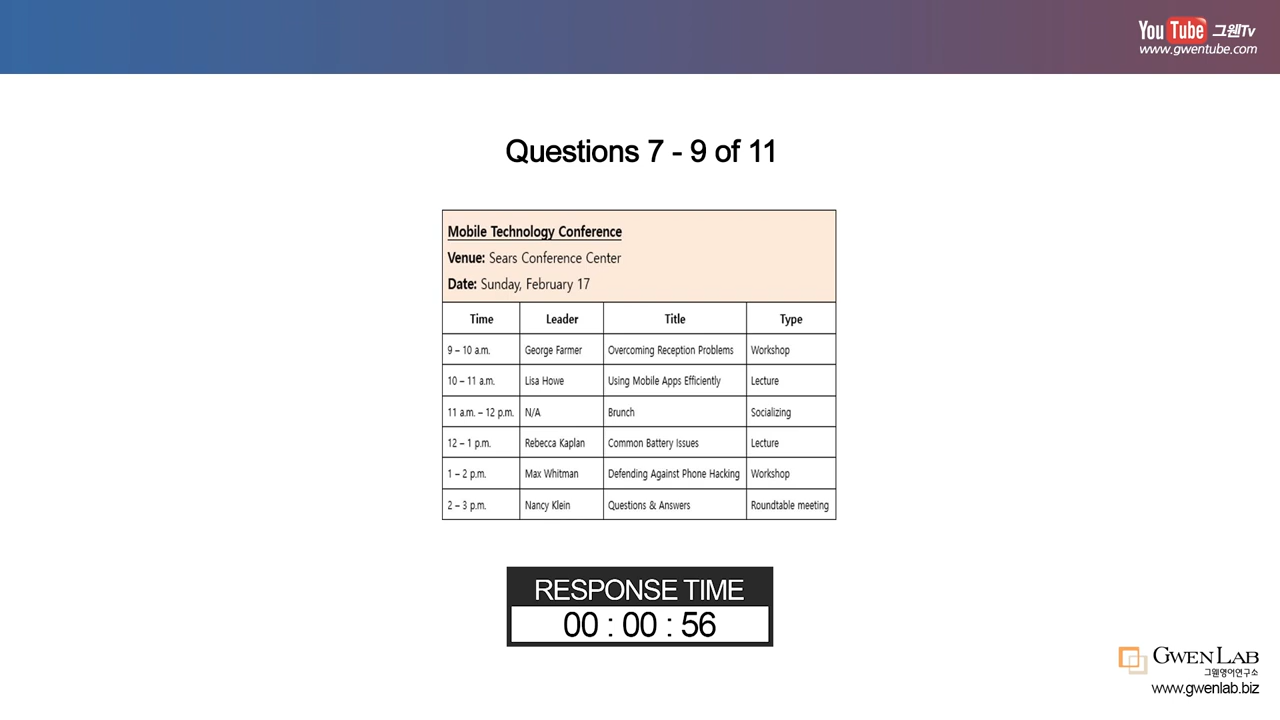 You Tube 그웬Tv
www.gwentube.com
Questions 7 - 9 of 11
Mobile Technology Conference
Venue: Sears Conference Center
Date: Sunday, February 17
Time Leader Title Type
9 – 10 a.m. George Farmer Overcoming Reception Problems Workshop
10 – 11 a.m. Lisa Howe Using Mobile Apps Efficiently Lecture
11 a.m. – 12 p.m. N/A Brunch Socializing
12 – 1 p.m. Rebecca Kaplan Common Battery Issues Lecture
1 – 2 p.m. Max Whitman Defending Against Phone Hacking Workshop
2 – 3 p.m. Nancy Klein Questions & Answers Roundtable meeting
RESPONSE TIME
00 : 00 : 56
GWEN LAB
그웬영어연구소
www.gwenlab.biz